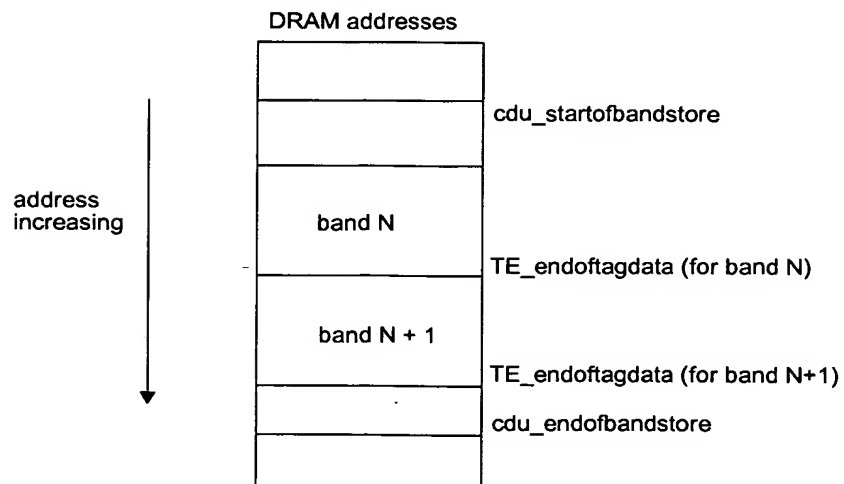 DRAM addresses
cdu_startofbandstore
address
increasing
band N
TE_endoftagdata (for band N)
band N + 1
TE_endoftagdata (for band N+1)
cdu_endofbandstore